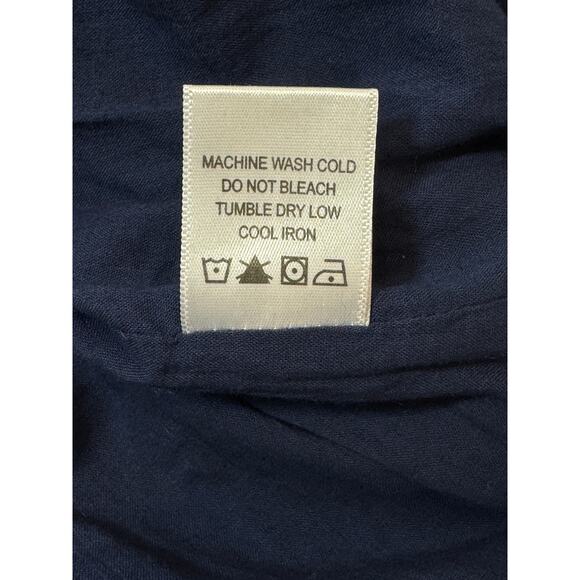 MACHINE WASH COLD
DO NOT BLEACH
TUMBLE DRY LOW
COOL IRON